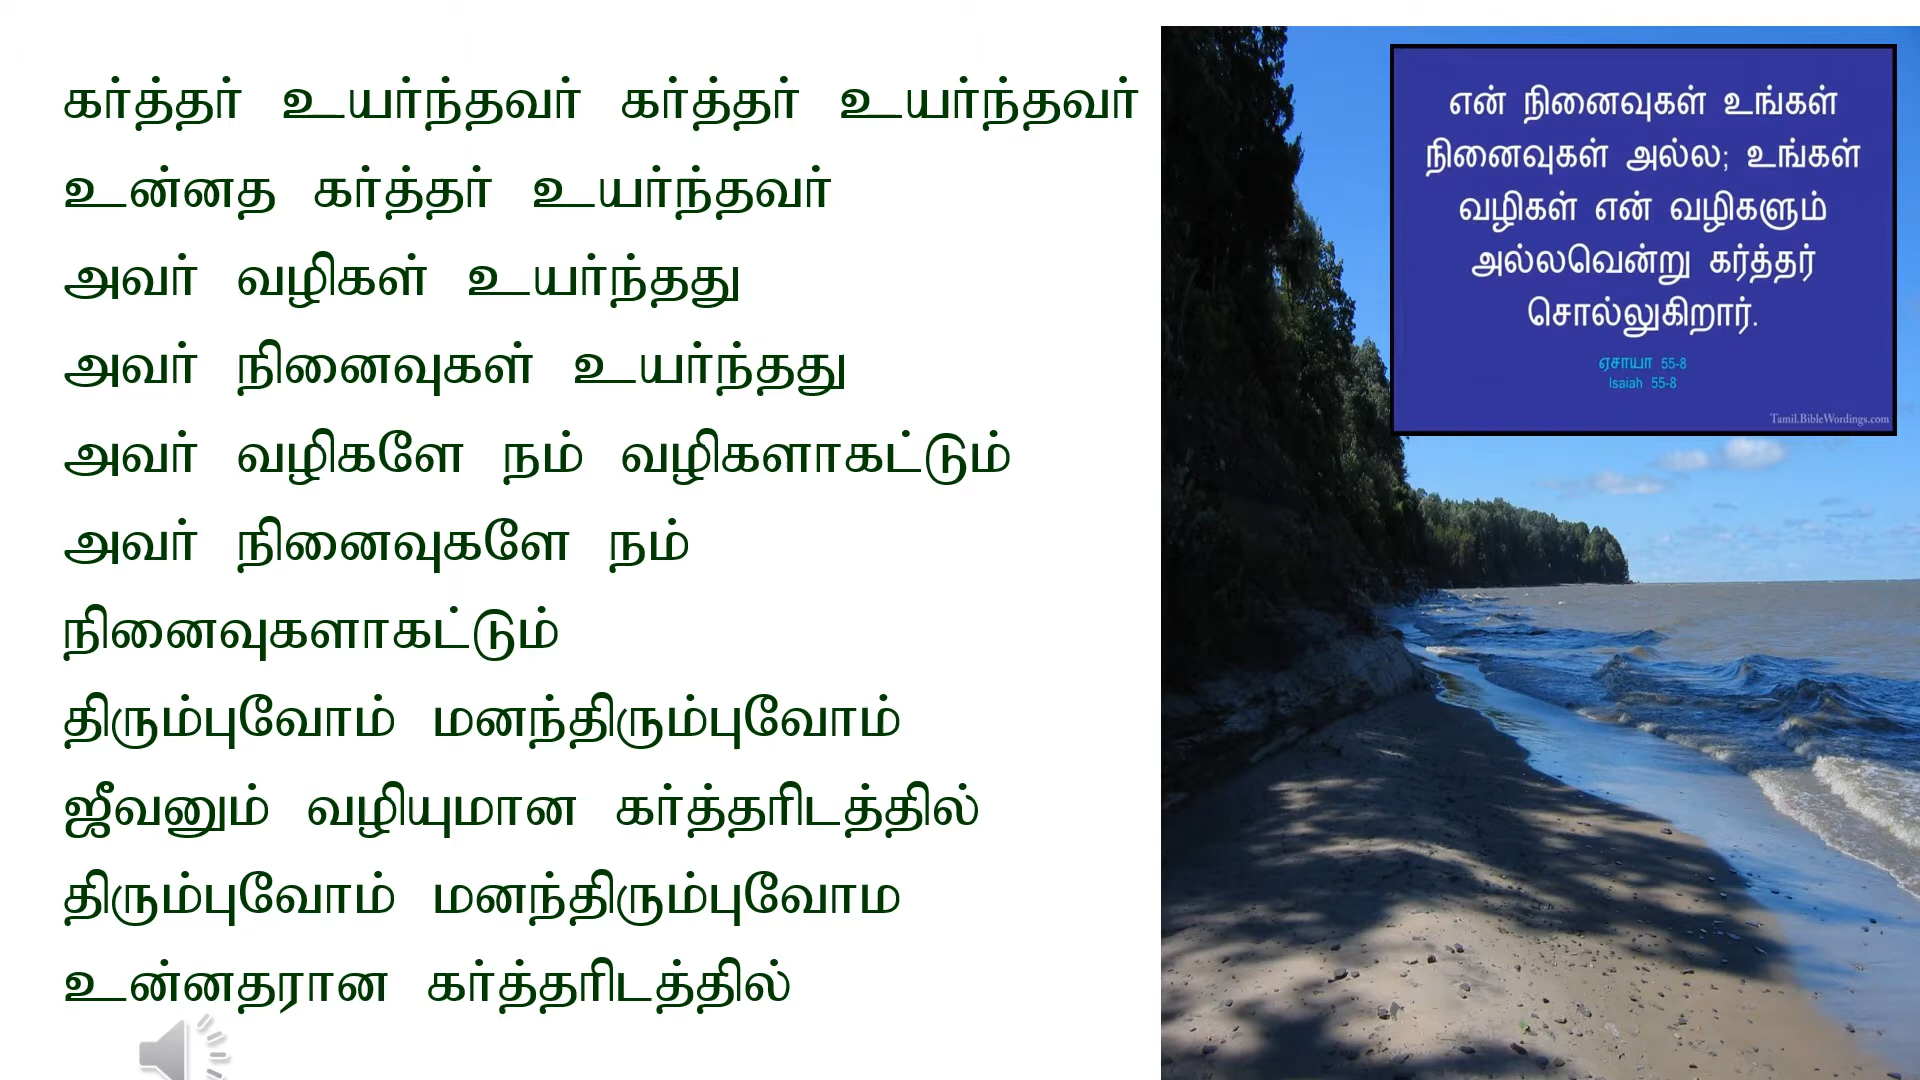 கர்த்தர் உயர்ந்தவர் கர்த்தர் உயர்ந்தவர்
உன்னத கர்த்தர் உயர்ந்தவர்
அவர் வழிகள் உயர்ந்தது
அவர் நினைவுகள் உயர்ந்தது
அவர் வழிகளே நம் வழிகளாகட்டும்
அவர் நினைவுகளே நம்
நினைவுகளாகட்டும்
திரும்புவோம் மனந்திரும்புவோம்
ஜீவனும் வழியுமான கர்த்தரிடத்தில்
திரும்புவோம் மனந்திரும்புவோம
உன்னதரான கர்த்தரிடத்தில்
என் நினைவுகள் உங்கள்
நினைவுகள் அல்ல; உங்கள்
வழிகள் என் வழிகளும்
அல்லவென்று கர்த்தர்
சொல்லுகிறார்.
ஏசாயா 55-8
Isaiah 55-8
Tamil.BibleWordings.com